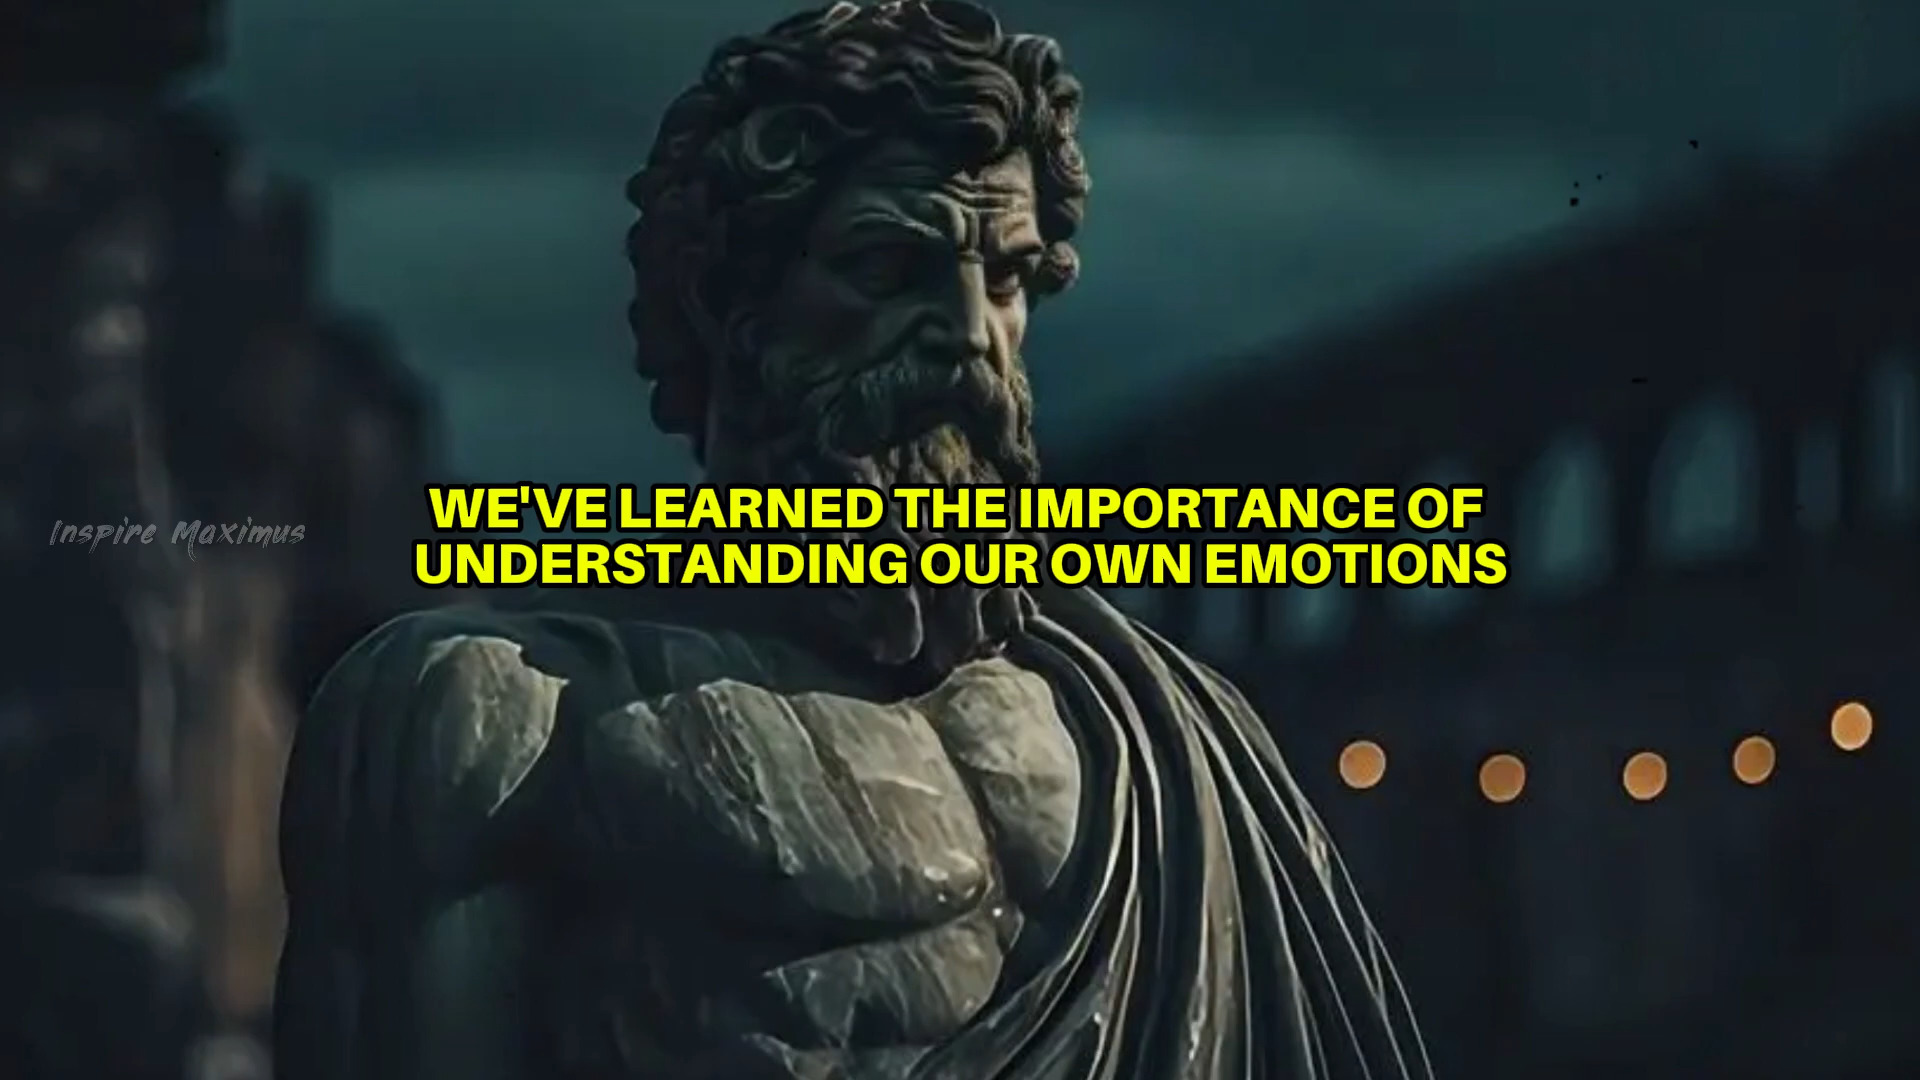 WE'VE LEARNED THE IMPORTANCE OF
UNDERSTANDING OUR OWN EMOTIONS
Inspire Maximus